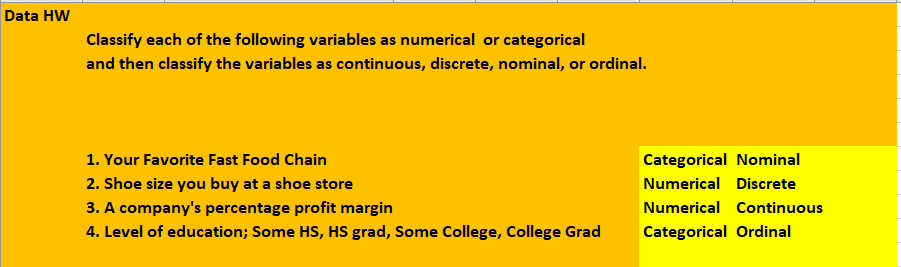 Data HW
Classify each of the following variables as numerical or categorical
and then classify the variables as continuous, discrete, nominal, or ordinal.
1. Your Favorite Fast Food Chain Categorical Nominal
2. Shoe size you buy at a shoe store Numerical Discrete
3. A company's percentage profit margin Numerical Continuous
4. Level of education; Some HS, HS grad, Some College, College Grad Categorical Ordinal